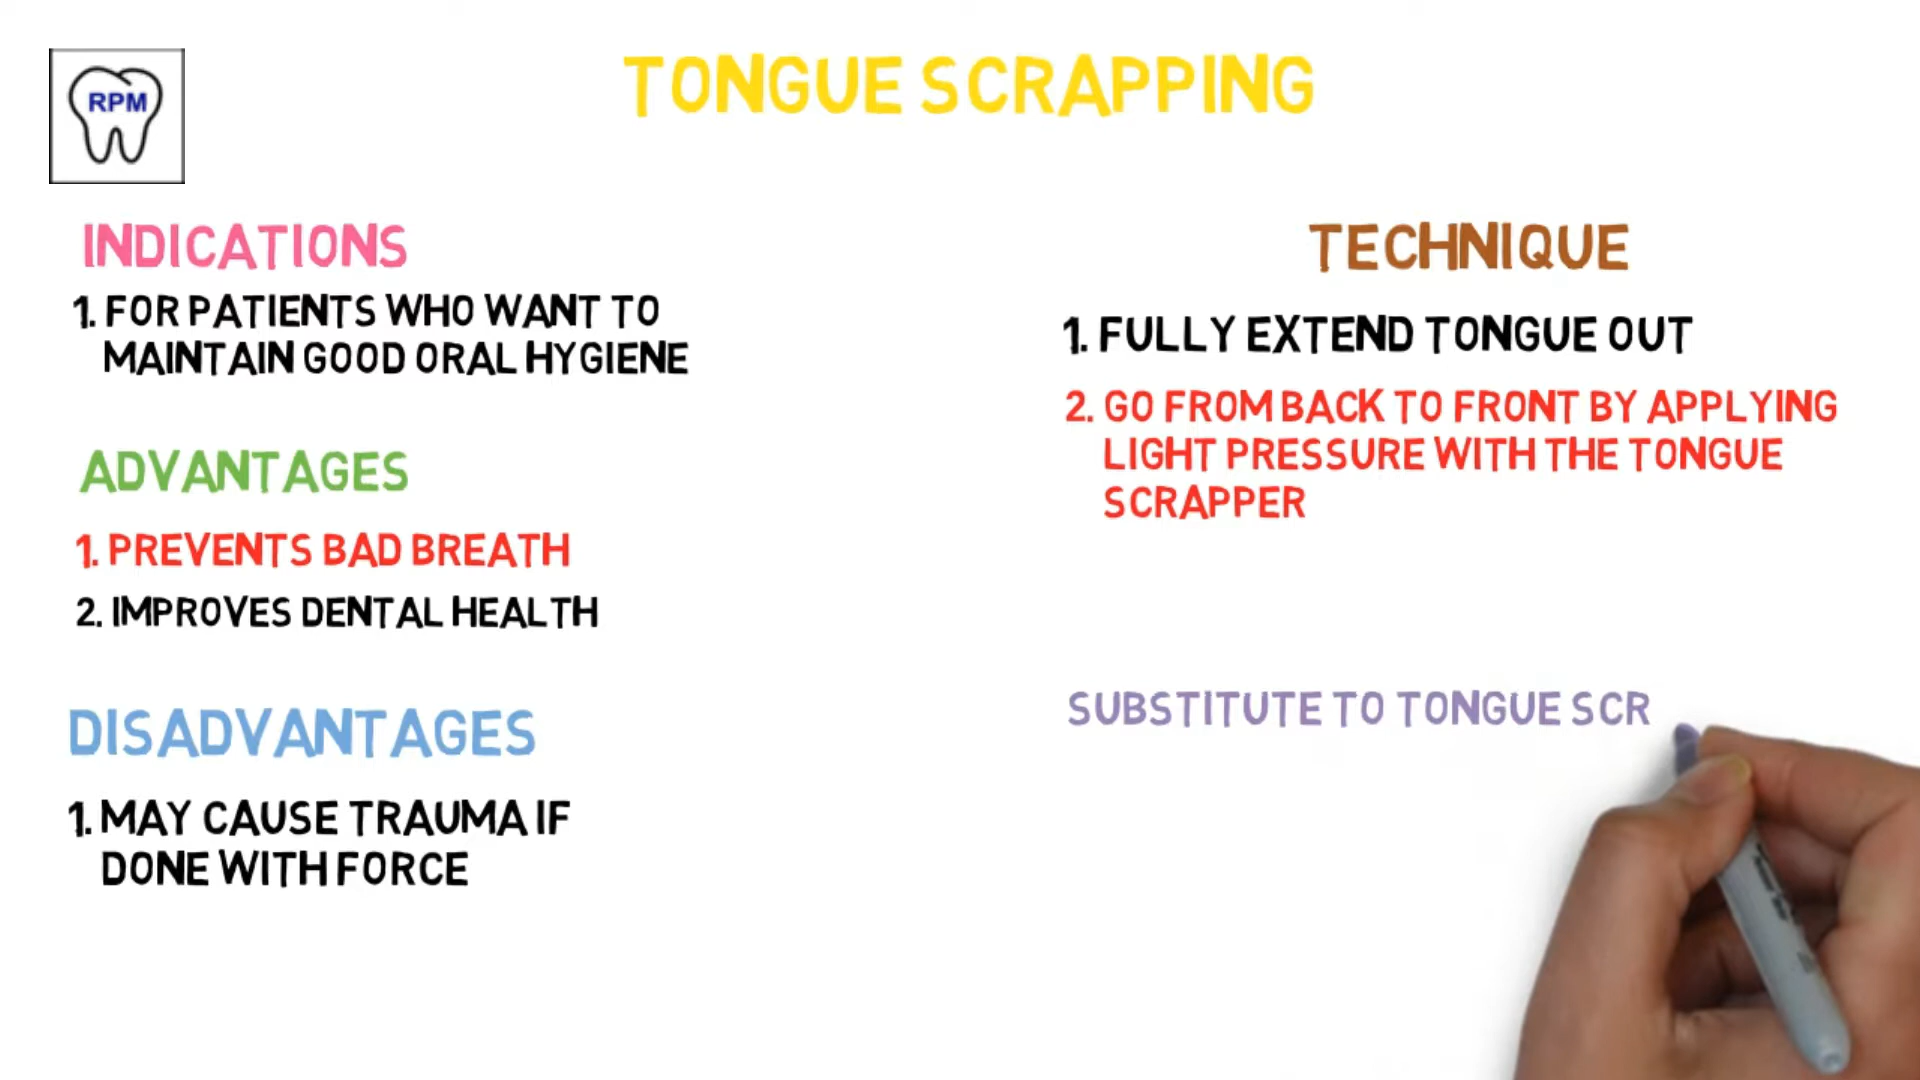 RPM
TONGUE SCRAPPING
INDICATIONS
1. FOR PATIENTS WHO WANT TO
MAINTAIN GOOD ORAL HYGIENE
ADVANTAGES
1. PREVENTS BAD BREATH
2. IMPROVES DENTAL HEALTH
DISADVANTAGES
1. MAY CAUSE TRAUMA IF
DONE WITH FORCE
TECHNIQUE
1. FULLY EXTEND TONGUE OUT
2. GO FROM BACK TO FRONT BY APPLYING
LIGHT PRESSURE WITH THE TONGUE
SCRAPPER
SUBSTITUTE TO TONGUE SCR